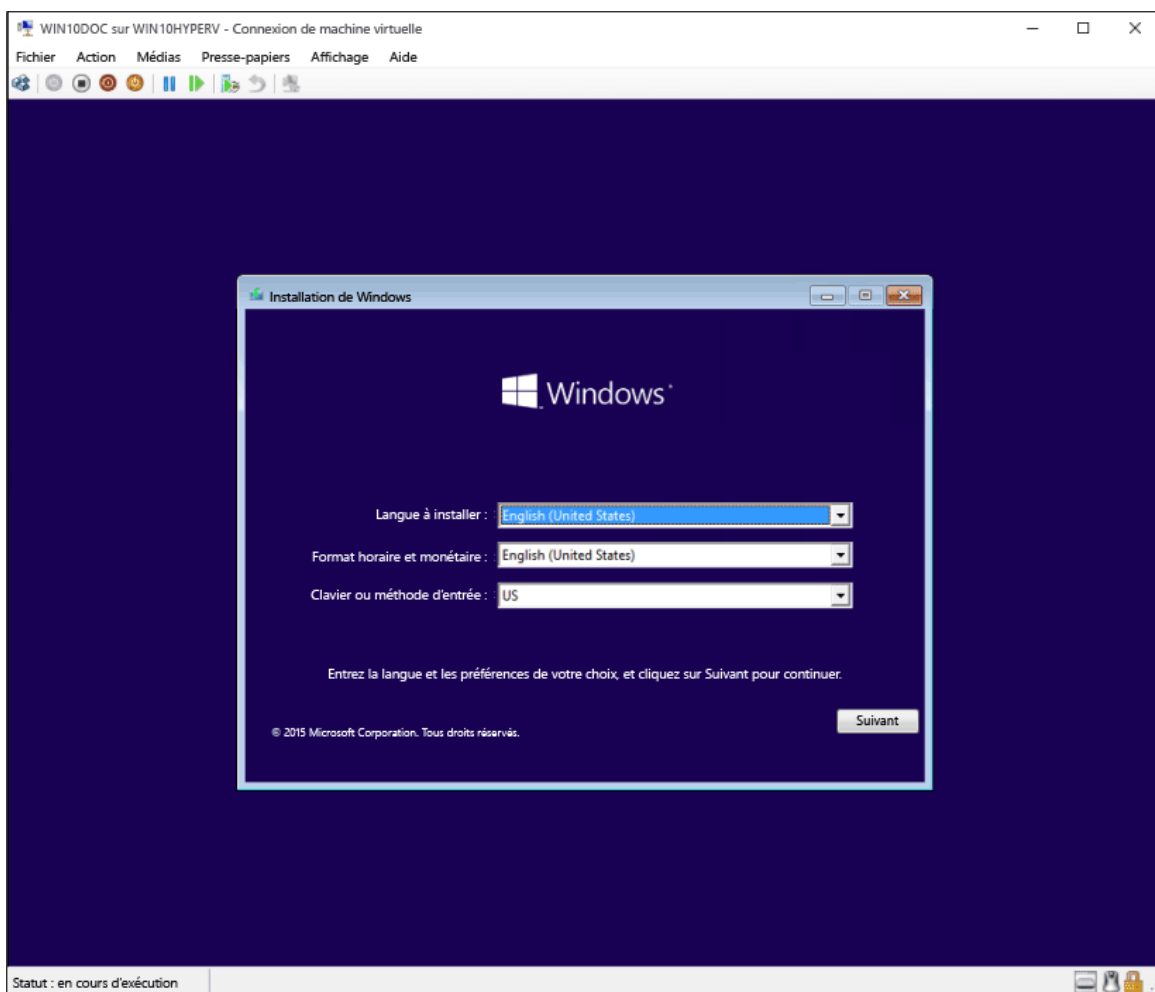 WIN10DOC sur WIN10HYPERV - Connexion de machine virtuelle
Fichier Action Médias Presse-papiers Affichage Aide
Installation de Windows
Windows
Langue à installer : English (United States)
Format horaire et monétaire : English (United States)
Clavier ou méthode d'entrée : US
Entrez la langue et les préférences de votre choix, et cliquez sur Suivant pour continuer.
Suivant
© 2015 Microsoft Corporation. Tous droits réservés.
Statut : en cours d'exécution